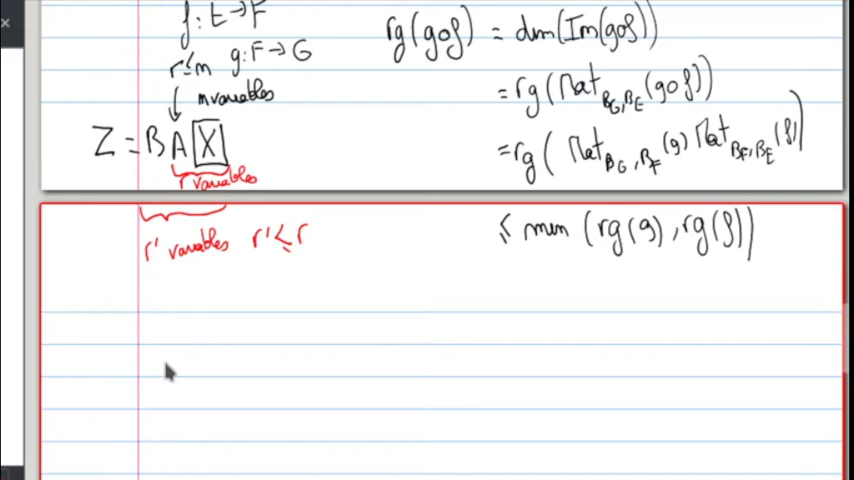 f: E → F
r ≤ n g: F → G
n variables
Z = B A X
r variables
r' variables r' ≤ r
rg(g∘f) = dim(Im(g∘f))
= rg(Mat_{B_G,B_E}(g∘f))
= rg(Mat_{B_G,B_F}(g) Mat_{B_F,B_E}(f))
≤ min(rg(g), rg(f))